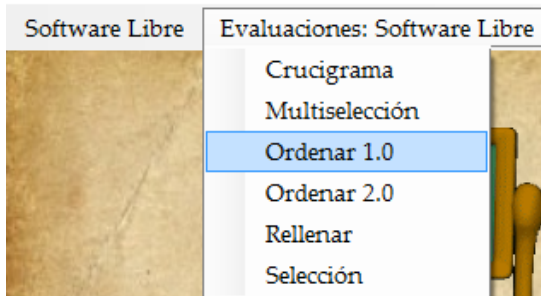 Software Libre
Evaluaciones: Software Libre
Crucigrama
Multiselección
Ordenar 1.0
Ordenar 2.0
Rellenar
Selección